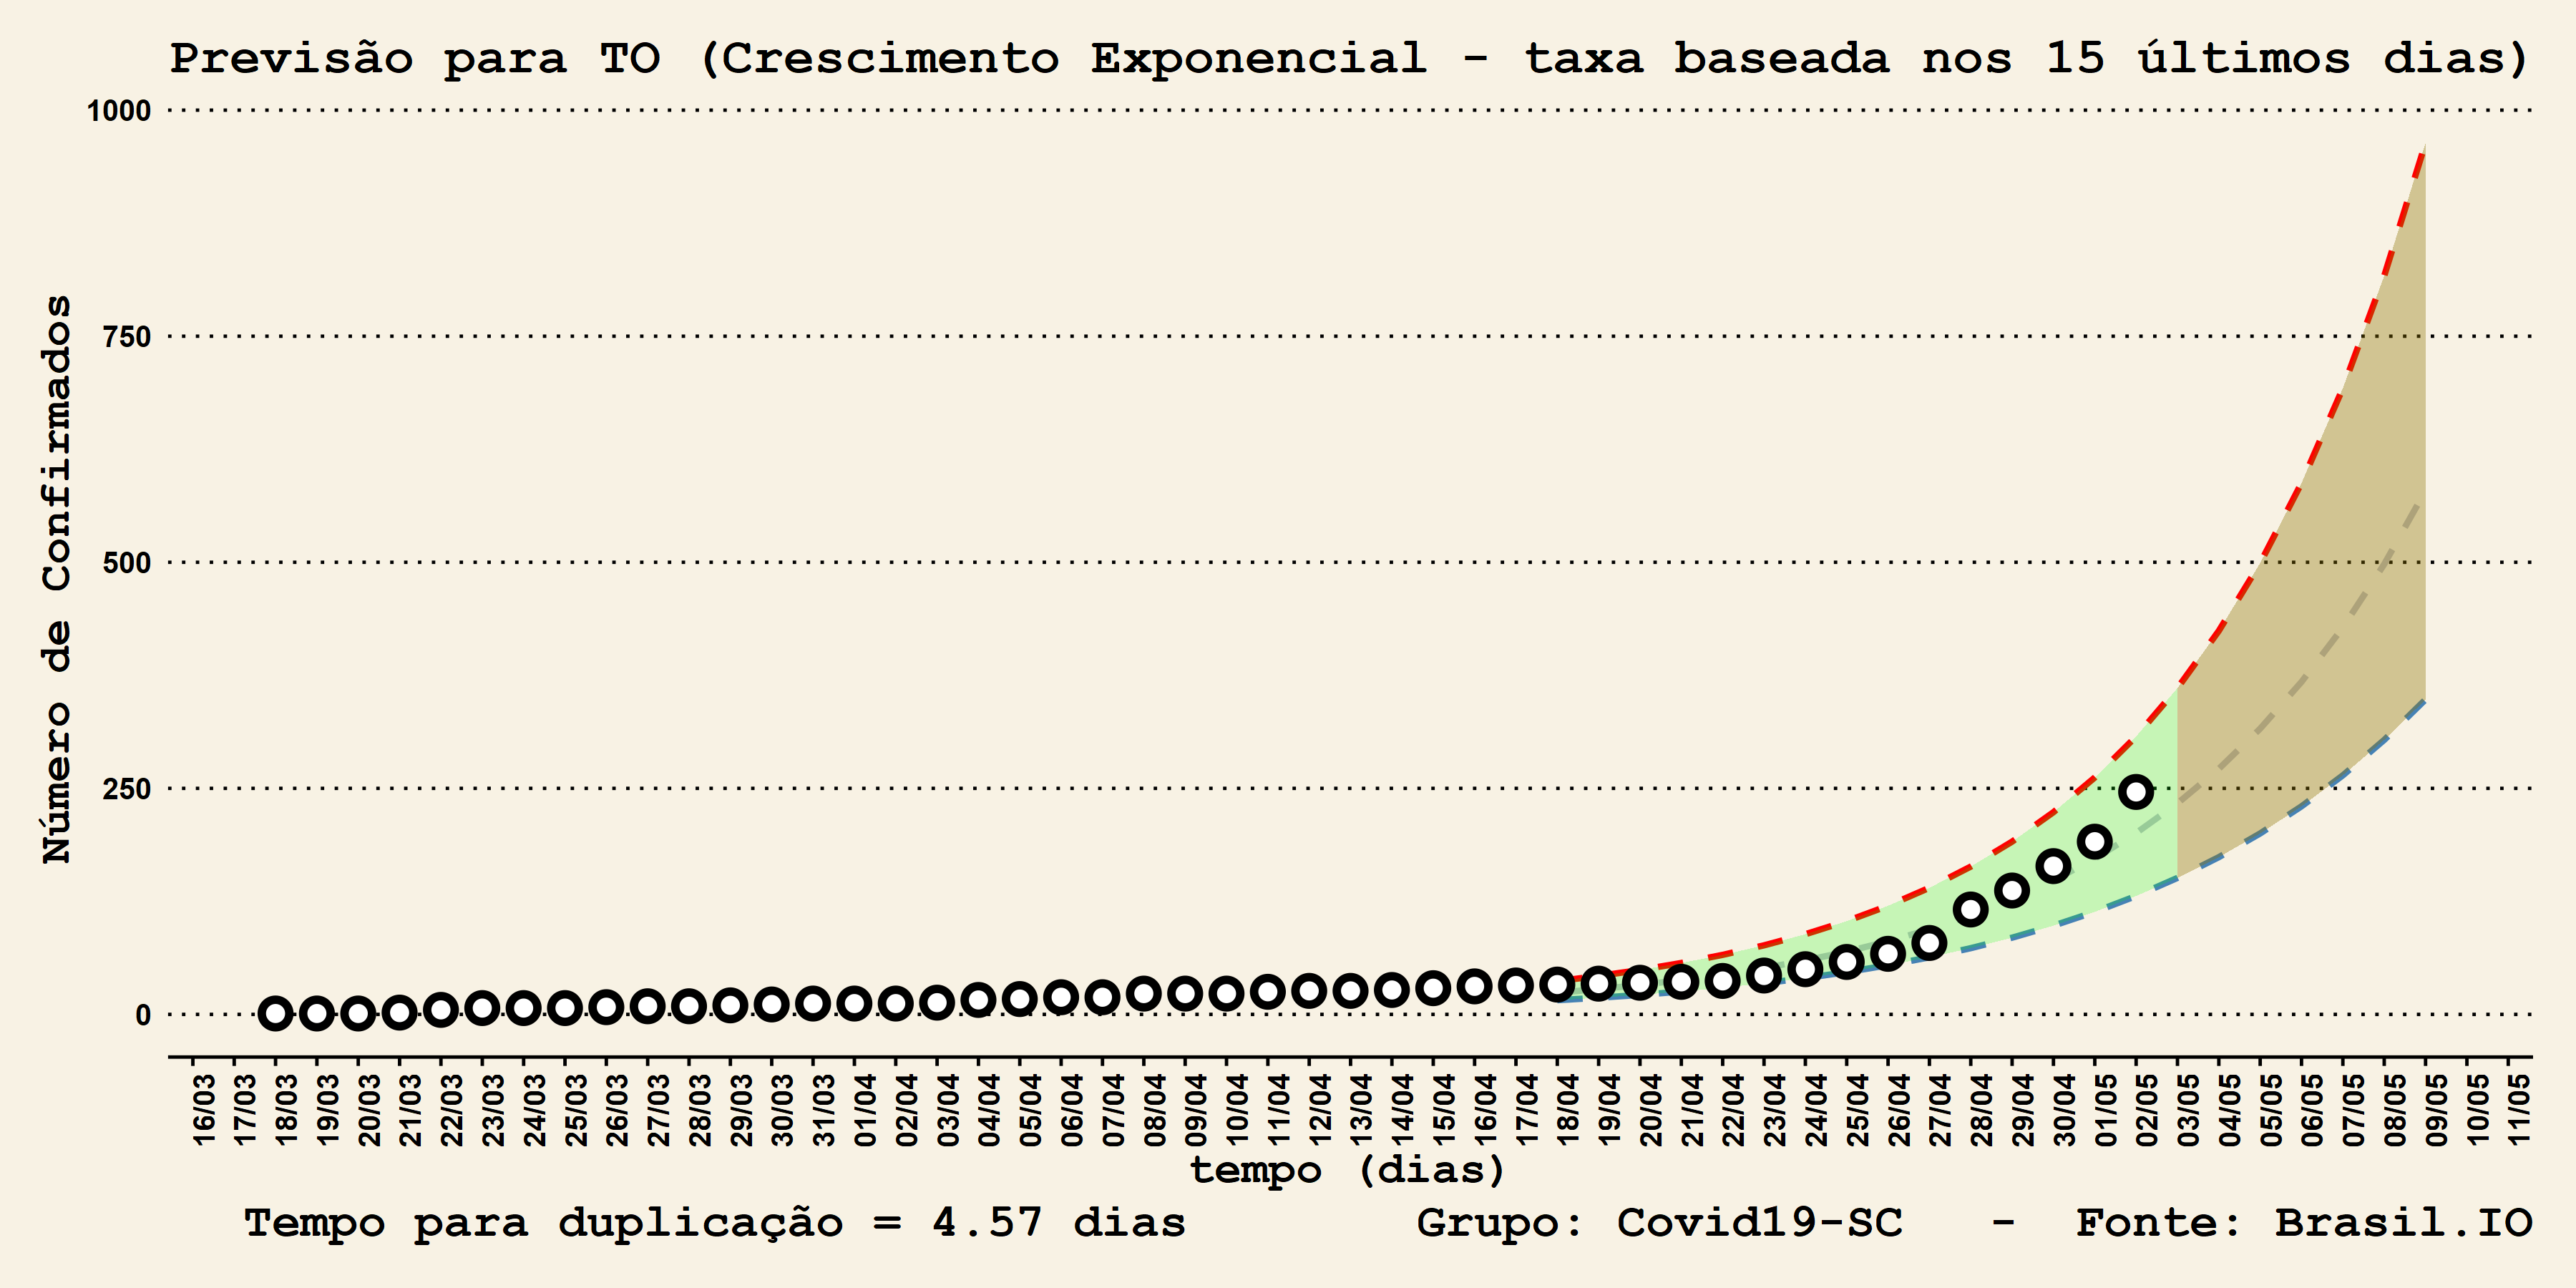 Previsão para TO (Crescimento Exponencial - taxa baseada nos 15 últimos dias)
Número de Confirmados
1000
750
500
250
0
16/03 17/03 18/03 19/03 20/03 21/03 22/03 23/03 24/03 25/03 26/03 27/03 28/03 29/03 30/03 31/03 01/04 02/04 03/04 04/04 05/04 06/04 07/04 08/04 09/04 10/04 11/04 12/04 13/04 14/04 15/04 16/04 17/04 18/04 19/04 20/04 21/04 22/04 23/04 24/04 25/04 26/04 27/04 28/04 29/04 30/04 01/05 02/05 03/05 04/05 05/05 06/05 07/05 08/05 09/05 10/05 11/05
tempo (dias)
Tempo para duplicação = 4.57 dias Grupo: Covid19-SC - Fonte: Brasil.IO